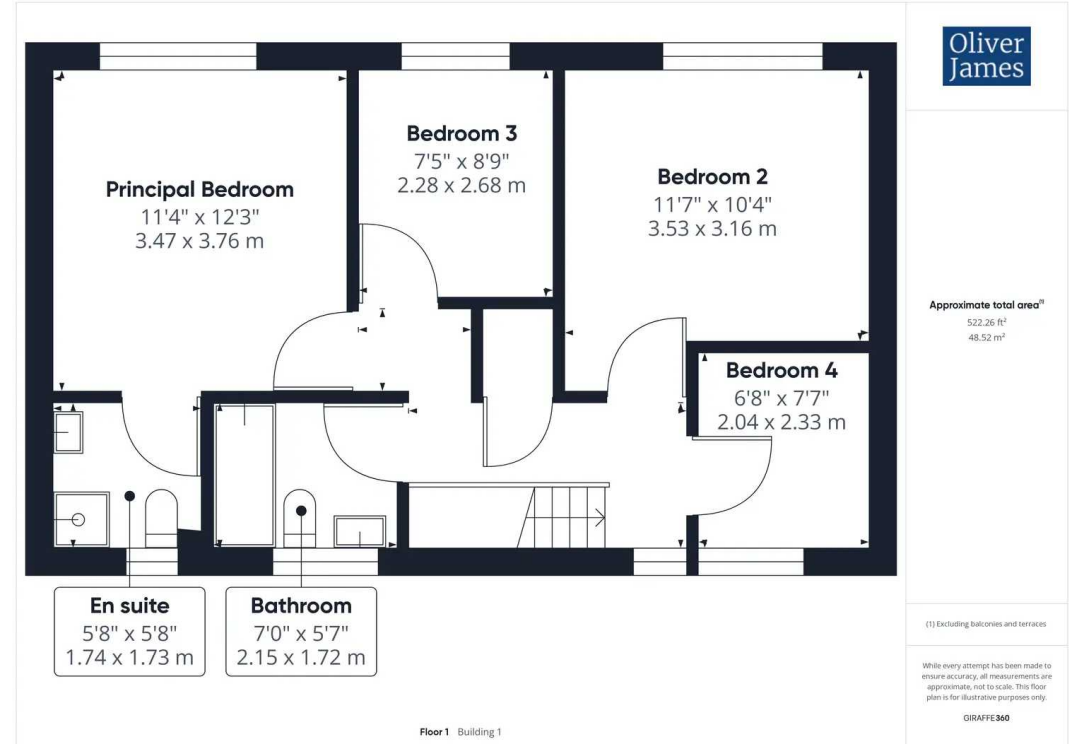 Principal Bedroom
11'4" x 12'3"
3.47 x 3.76 m
Bedroom 3
7'5" x 8'9"
2.28 x 2.68 m
Bedroom 2
11'7" x 10'4"
3.53 x 3.16 m
Bedroom 4
6'8" x 7'7"
2.04 x 2.33 m
En suite
5'8" x 5'8"
1.74 x 1.73 m
Bathroom
7'0" x 5'7"
2.15 x 1.72 m
Floor 1 Building 1
Oliver
James
Approximate total area(1)
522.26 ft²
48.52 m²
(1) Excluding balconies and terraces
While every attempt has been made to
ensure accuracy, all measurements are
approximate, not to scale. This floor
plan is for illustrative purposes only.
GIRAFFE360